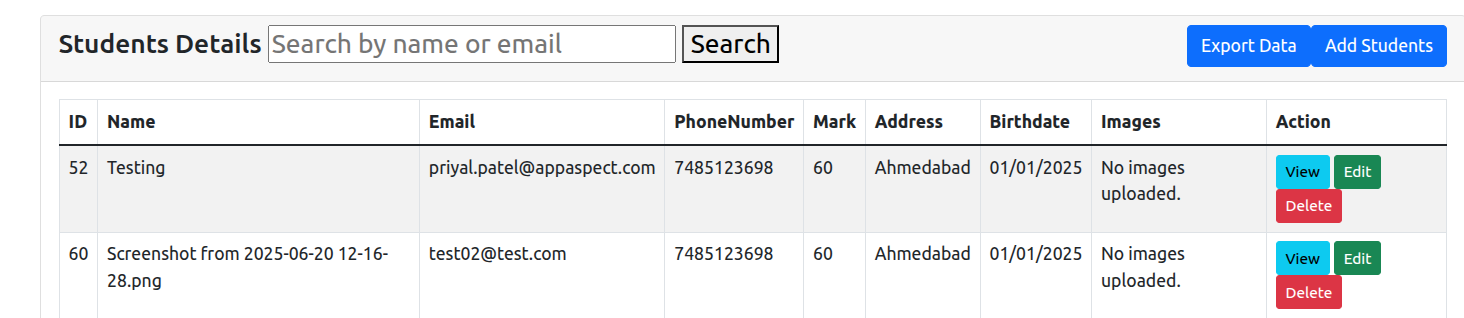 Students Details Search by name or email Search Export Data Add Students
ID Name Email PhoneNumber Mark Address Birthdate Images Action
52 Testing priyal.patel@appaspect.com 7485123698 60 Ahmedabad 01/01/2025 No images View Edit
uploaded. Delete
60 Screenshot from 2025-06-20 12-16- test02@test.com 7485123698 60 Ahmedabad 01/01/2025 No images View Edit
28.png uploaded. Delete